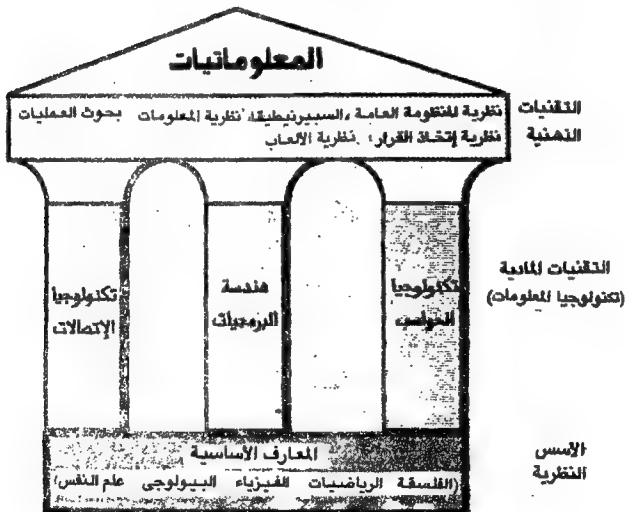 المعلوماتيات
التقنيات
الذهنية
نظرية المنظومة العامة ، السيبرنيطيقا، نظرية المعلومات بحوث العمليات
نظرية إتخاذ القرار ، نظرية الألعاب
التقنيات المادية
(تكنولوجيا المعلومات)
تكنولوجيا
الحواسب
هندسة
البرمجيات
تكنولوجيا
الإتصالات
الأسس
النظرية
المعارف الأساسية
(الفلسفة الرياضيات الفيزياء البيولوجى علم النفس)